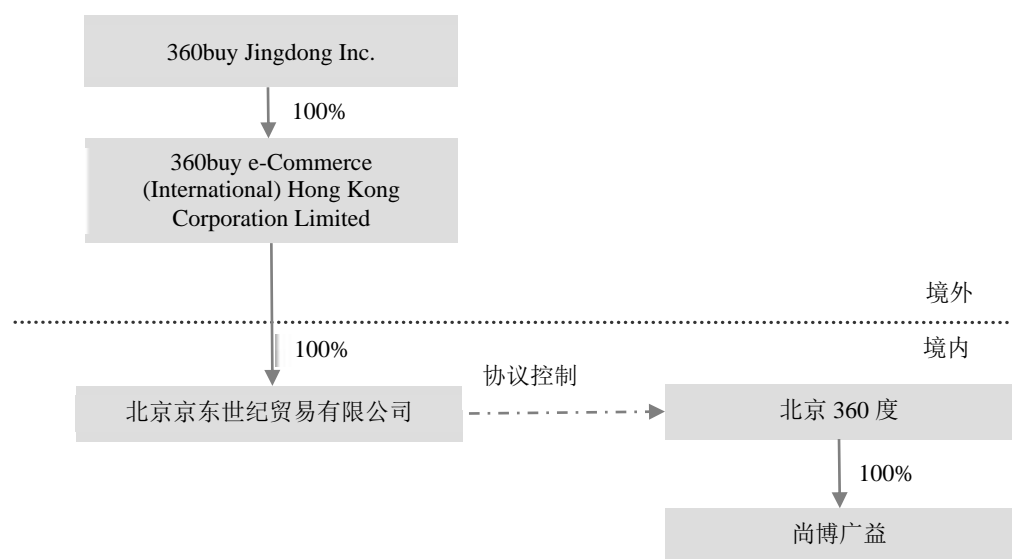 360buy Jingdong Inc.
100%
360buy e-Commerce
(International) Hong Kong
Corporation Limited
境外
100%
境内
协议控制
北京京东世纪贸易有限公司
北京 360 度
100%
尚博广益